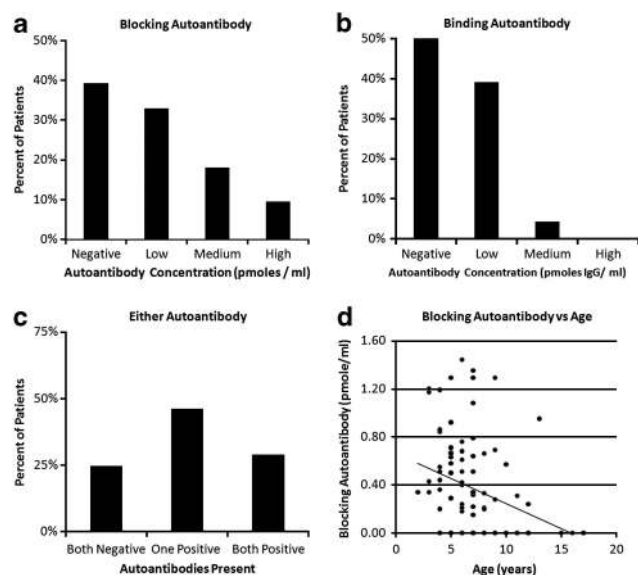 a
Blocking Autoantibody
50%
40%
30%
20%
10%
0%
Percent of Patients
Negative Low Medium High
Autoantibody Concentration (pmoles / ml)
b
Binding Autoantibody
50%
40%
30%
20%
10%
0%
Percent of Patients
Negative Low Medium High
Autoantibody Concentration (pmoles IgG/ ml)
c
Either Autoantibody
75%
50%
25%
0%
Percent of Patients
Both Negative One Positive Both Positive
Autoantibodies Present
d
Blocking Autoantibody vs Age
1.60
1.20
0.80
0.40
0.00
Blocking Autoantibody (pmole/ml)
0 5 10 15 20
Age (years)